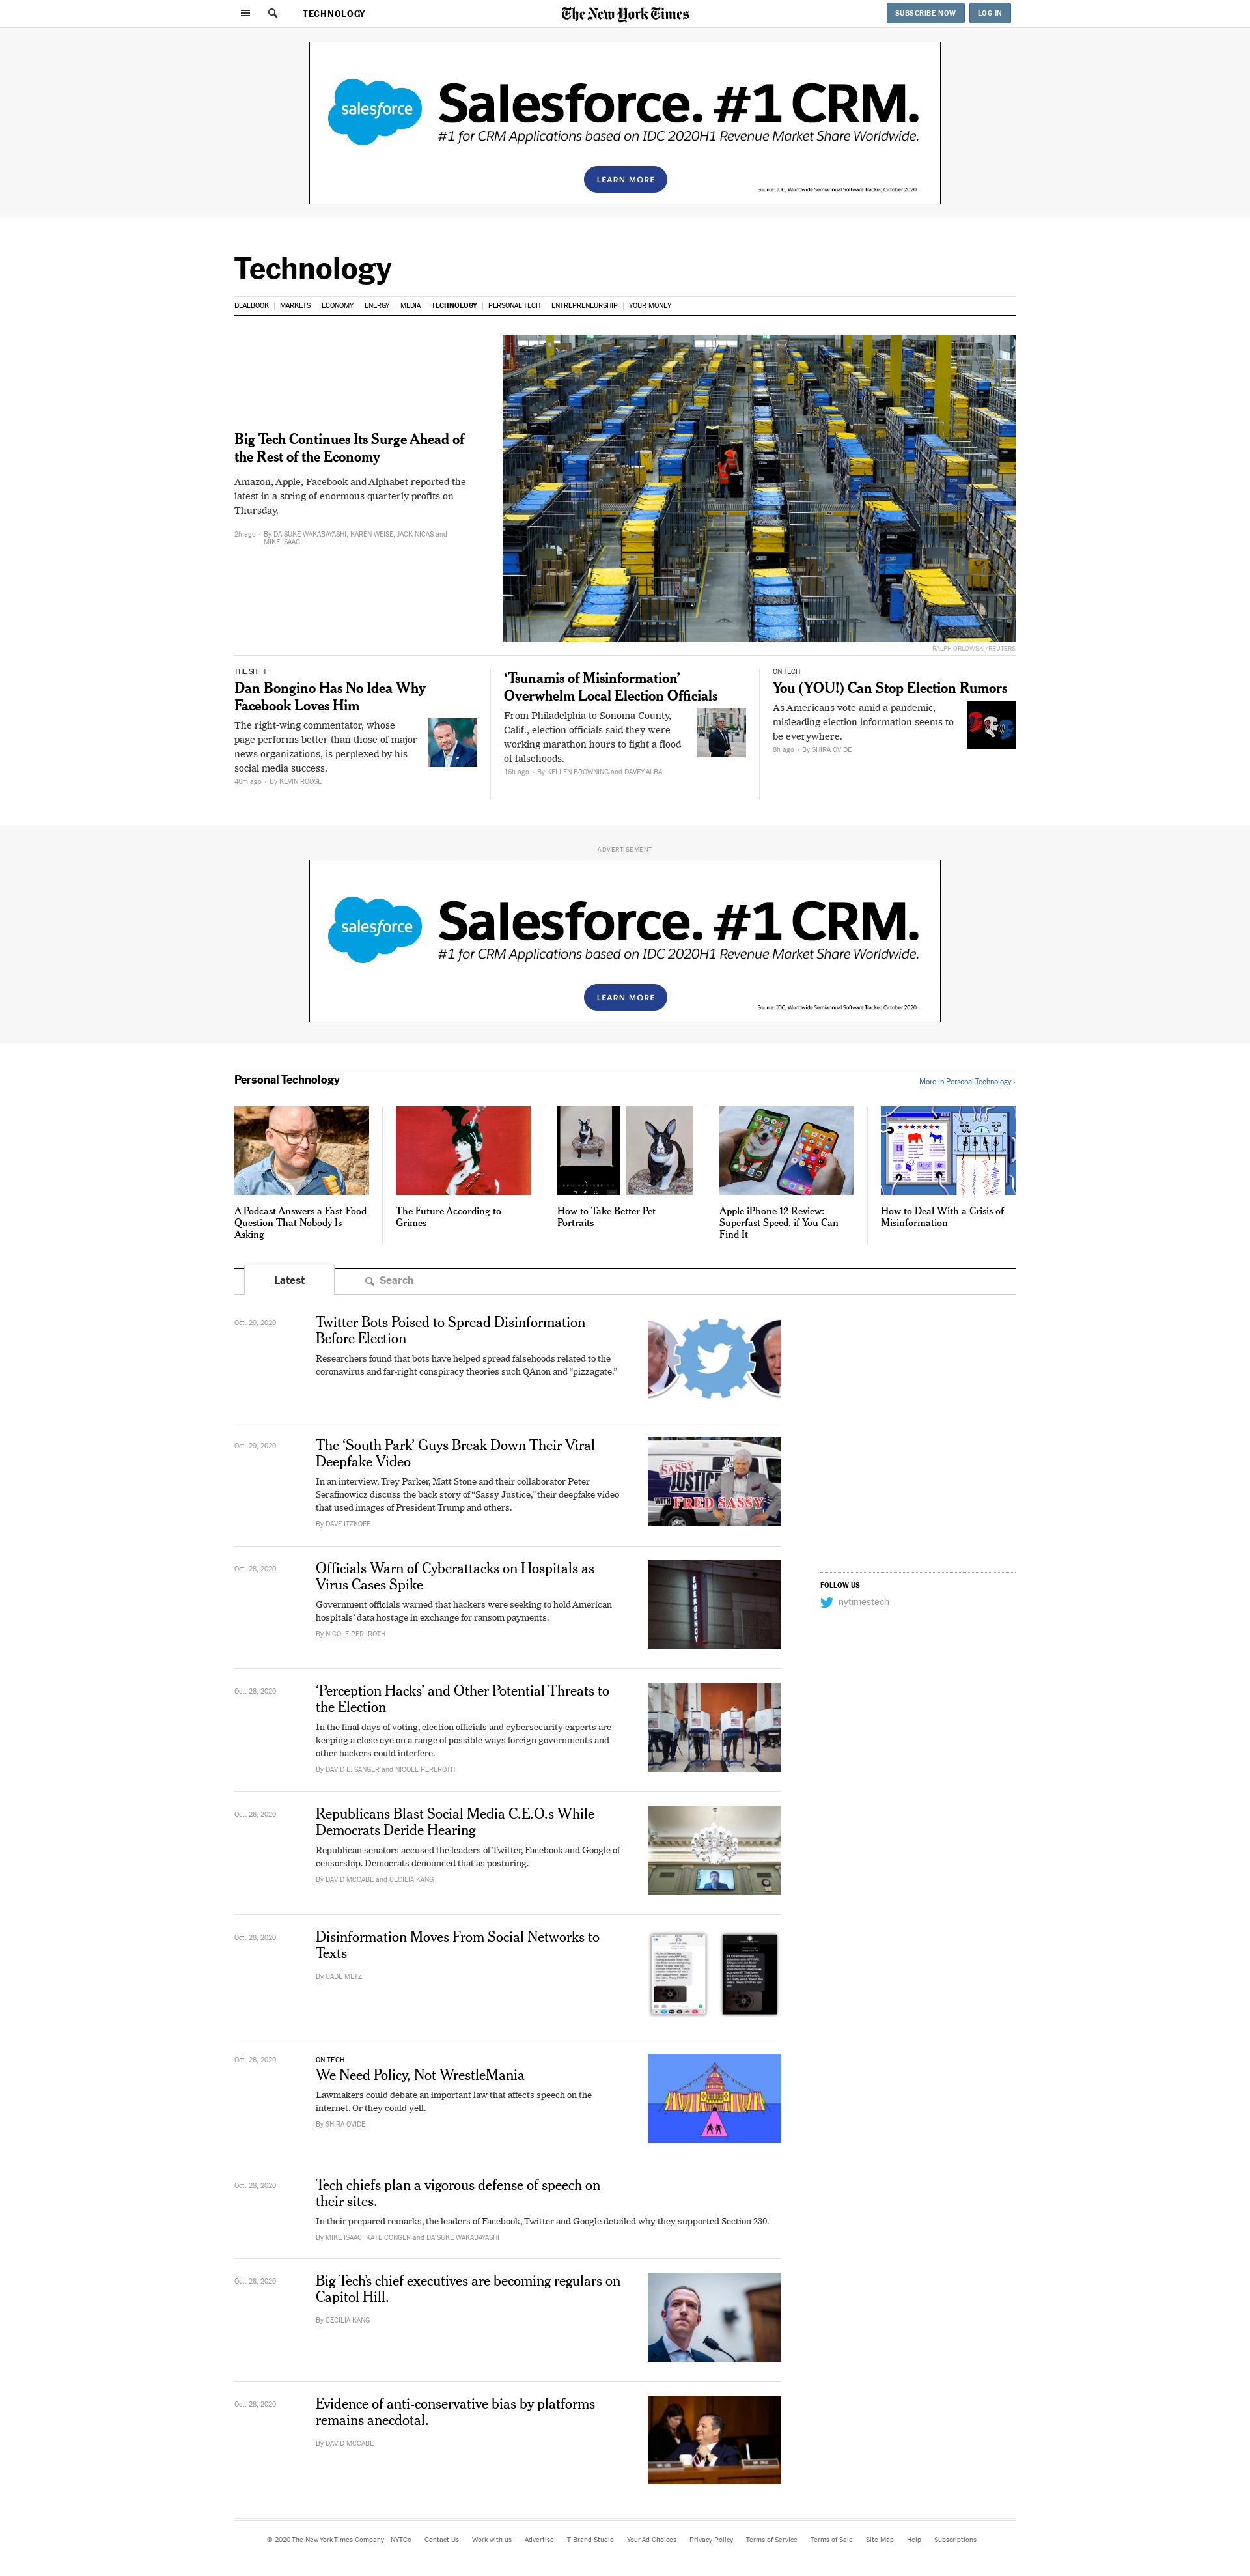 TECHNOLOGY
The New York Times
SUBSCRIBE NOW
LOG IN
salesforce
Salesforce. #1 CRM.
#1 for CRM Applications based on IDC 2020H1 Revenue Market Share Worldwide.
LEARN MORE
Source: IDC, Worldwide Semiannual Software Tracker, October 2020.
Technology
DEALBOOK | MARKETS | ECONOMY | ENERGY | MEDIA | TECHNOLOGY | PERSONAL TECH | ENTREPRENEURSHIP | YOUR MONEY
Big Tech Continues Its Surge Ahead of
the Rest of the Economy
Amazon, Apple, Facebook and Alphabet reported the
latest in a string of enormous quarterly profits on
Thursday.
2h ago • By DAISUKE WAKABAYASHI, KAREN WEISE, JACK NICAS and
MIKE ISAAC
RALPH ORLOWSKI/REUTERS
THE SHIFT
Dan Bongino Has No Idea Why
Facebook Loves Him
The right-wing commentator, whose
page performs better than those of major
news organizations, is perplexed by his
social media success.
46m ago • By KEVIN ROOSE
‘Tsunamis of Misinformation’
Overwhelm Local Election Officials
From Philadelphia to Sonoma County,
Calif., election officials said they were
working marathon hours to fight a flood
of falsehoods.
16h ago • By KELLEN BROWNING and DAVEY ALBA
ON TECH
You (YOU!) Can Stop Election Rumors
As Americans vote amid a pandemic,
misleading election information seems to
be everywhere.
8h ago • By SHIRA OVIDE
ADVERTISEMENT
salesforce
Salesforce. #1 CRM.
#1 for CRM Applications based on IDC 2020H1 Revenue Market Share Worldwide.
LEARN MORE
Source: IDC, Worldwide Semiannual Software Tracker, October 2020.
Personal Technology
More in Personal Technology ›
A Podcast Answers a Fast-Food
Question That Nobody Is
Asking
The Future According to
Grimes
How to Take Better Pet
Portraits
Apple iPhone 12 Review:
Superfast Speed, if You Can
Find It
How to Deal With a Crisis of
Misinformation
Latest
Search
Oct. 29, 2020
Twitter Bots Poised to Spread Disinformation
Before Election
Researchers found that bots have helped spread falsehoods related to the
coronavirus and far-right conspiracy theories such QAnon and “pizzagate.”
Oct. 29, 2020
The ‘South Park’ Guys Break Down Their Viral
Deepfake Video
In an interview, Trey Parker, Matt Stone and their collaborator Peter
Serafinowicz discuss the back story of “Sassy Justice,” their deepfake video
that used images of President Trump and others.
By DAVE ITZKOFF
SASSY
JUSTICE
WITH FRED SASSY
Oct. 28, 2020
Officials Warn of Cyberattacks on Hospitals as
Virus Cases Spike
Government officials warned that hackers were seeking to hold American
hospitals’ data hostage in exchange for ransom payments.
By NICOLE PERLROTH
EMERGENCY
FOLLOW US
nytimestech
Oct. 28, 2020
‘Perception Hacks’ and Other Potential Threats to
the Election
In the final days of voting, election officials and cybersecurity experts are
keeping a close eye on a range of possible ways foreign governments and
other hackers could interfere.
By DAVID E. SANGER and NICOLE PERLROTH
Oct. 28, 2020
Republicans Blast Social Media C.E.O.s While
Democrats Deride Hearing
Republican senators accused the leaders of Twitter, Facebook and Google of
censorship. Democrats denounced that as posturing.
By DAVID MCCABE and CECILIA KANG
Oct. 28, 2020
Disinformation Moves From Social Networks to
Texts
By CADE METZ
Oct. 28, 2020
ON TECH
We Need Policy, Not WrestleMania
Lawmakers could debate an important law that affects speech on the
internet. Or they could yell.
By SHIRA OVIDE
Oct. 28, 2020
Tech chiefs plan a vigorous defense of speech on
their sites.
In their prepared remarks, the leaders of Facebook, Twitter and Google detailed why they supported Section 230.
By MIKE ISAAC, KATE CONGER and DAISUKE WAKABAYASHI
Oct. 28, 2020
Big Tech’s chief executives are becoming regulars on
Capitol Hill.
By CECILIA KANG
Oct. 28, 2020
Evidence of anti-conservative bias by platforms
remains anecdotal.
By DAVID MCCABE
© 2020 The New York Times Company NYTCo Contact Us Work with us Advertise T Brand Studio Your Ad Choices Privacy Policy Terms of Service Terms of Sale Site Map Help Subscriptions